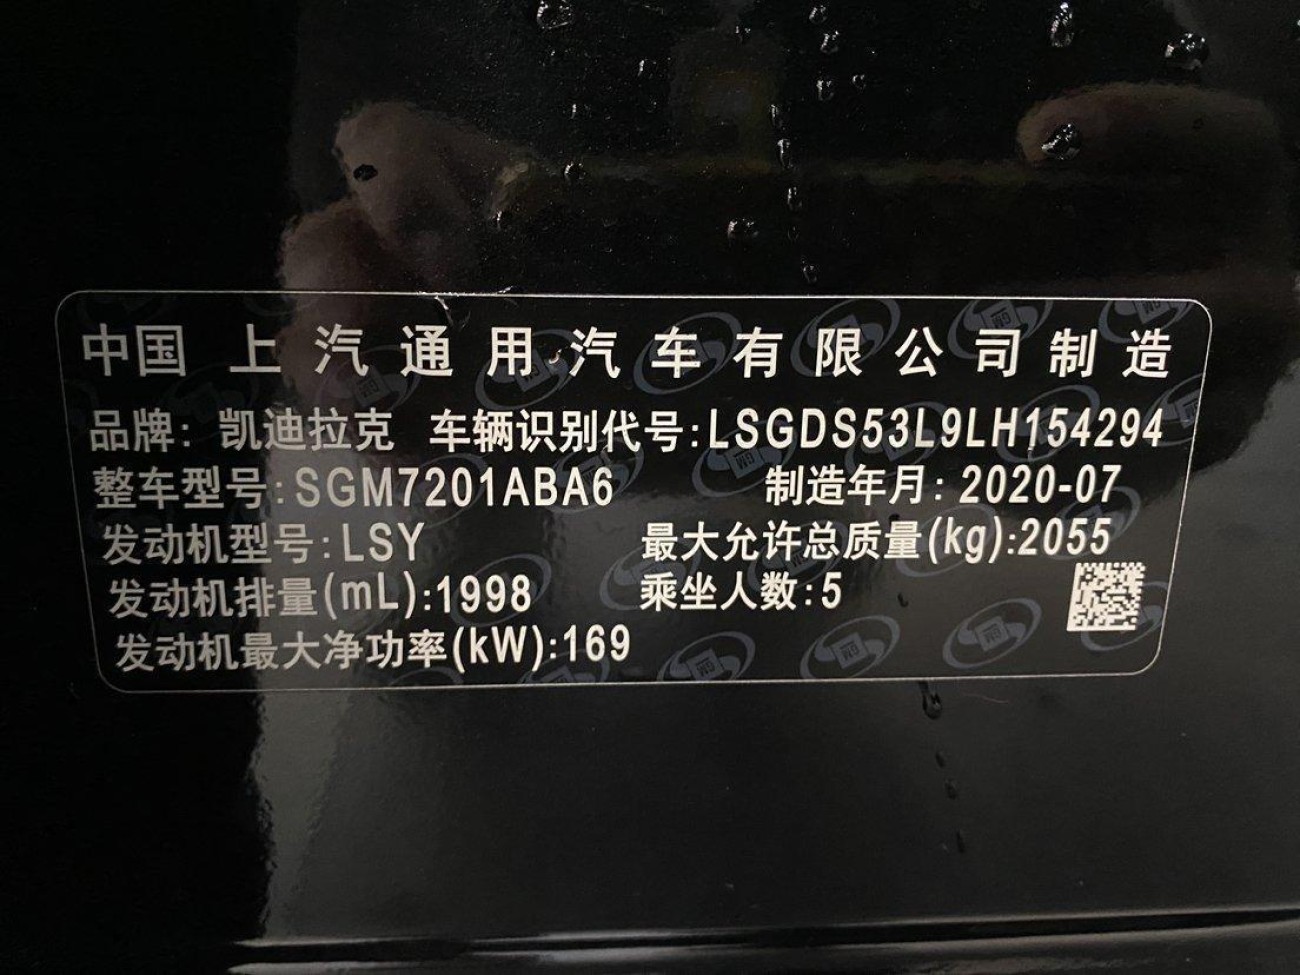 中国 上汽通用汽车有限公司制造
品牌: 凯迪拉克 车辆识别代号:LSGDS53L9LH154294
整车型号:SGM7201ABA6 制造年月: 2020-07
发动机型号:LSY 最大允许总质量(kg):2055
发动机排量(mL):1998 乘坐人数:5
发动机最大净功率(kW):169